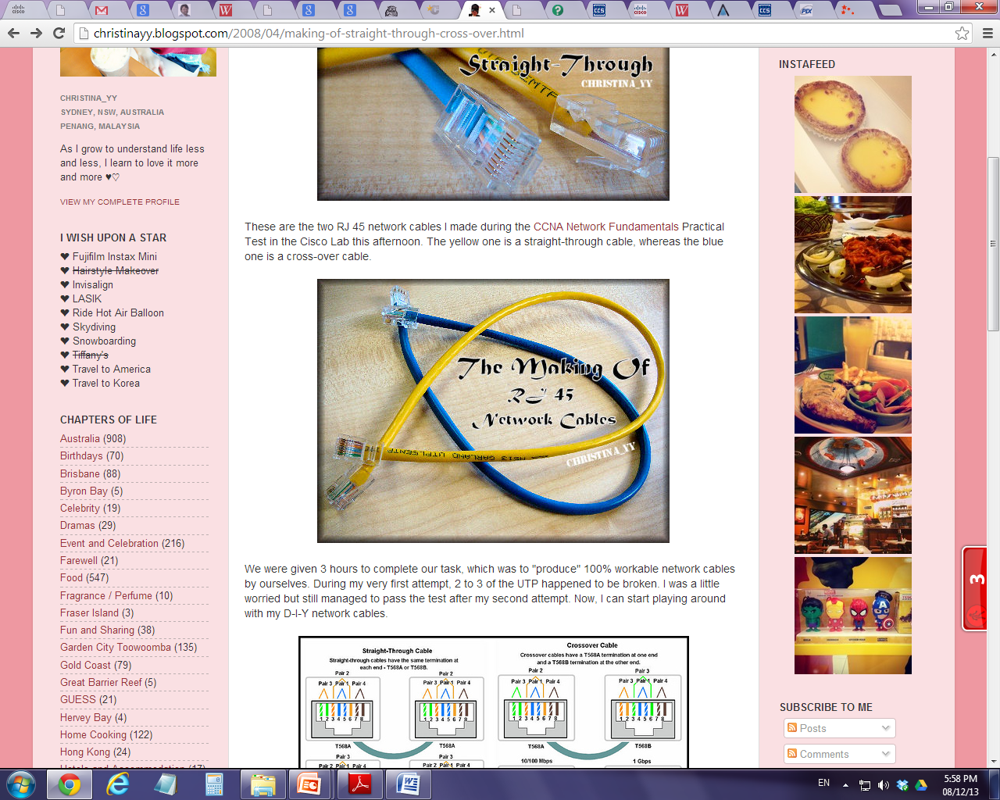 christinayy.blogspot.com/2008/04/making-of-straight-through-cross-over.html
CHRISTINA_YY
SYDNEY, NSW, AUSTRALIA
PENANG, MALAYSIA
As I grow to understand life less
and less, I learn to love it more
and more ♥♡
VIEW MY COMPLETE PROFILE
I WISH UPON A STAR
♥ Fujifilm Instax Mini
♥ Hairstyle Makeover
♥ Invisalign
♥ LASIK
♥ Ride Hot Air Balloon
♥ Skydiving
♥ Snowboarding
♥ Tiffany's
♥ Travel to America
♥ Travel to Korea
CHAPTERS OF LIFE
Australia (908)
Birthdays (70)
Brisbane (88)
Byron Bay (5)
Celebrity (19)
Dramas (29)
Event and Celebration (216)
Farewell (21)
Food (547)
Fragrance / Perfume (10)
Fraser Island (3)
Fun and Sharing (38)
Garden City Toowoomba (135)
Gold Coast (79)
Great Barrier Reef (5)
GUESS (21)
Hervey Bay (4)
Home Cooking (122)
Hong Kong (24)
Straight-Through
CHRISTINA_YY
These are the two RJ 45 network cables I made during the CCNA Network Fundamentals Practical
Test in the Cisco Lab this afternoon. The yellow one is a straight-through cable, whereas the blue
one is a cross-over cable.
The Making Of
RJ 45
Network Cables
CHRISTINA_YY
We were given 3 hours to complete our task, which was to "produce" 100% workable network cables
by ourselves. During my very first attempt, 2 to 3 of the UTP happened to be broken. I was a little
worried but still managed to pass the test after my second attempt. Now, I can start playing around
with my D-I-Y network cables.
Straight-Through Cable
Straight-through cables have the same termination at
each end - T568A or T568B.
Pair 2
Pair 3 Pair 1 Pair 4
1 2 3 4 5 6 7 8
T568A
Pair 2
Pair 3 Pair 1 Pair 4
1 2 3 4 5 6 7 8
T568A
Pair 3
Pair 3
Crossover Cable
Crossover cables have a T568A termination at one end
and a T568B termination at the other end.
Pair 2
Pair 3 Pair 1 Pair 4
1 2 3 4 5 6 7 8
T568A
Pair 3
Pair 2 Pair 1 Pair 4
1 2 3 4 5 6 7 8
T568B
10/100 Mbps
1 Gbps
INSTAFEED
3
SUBSCRIBE TO ME
Posts
Comments
EN
5:58 PM
08/12/13